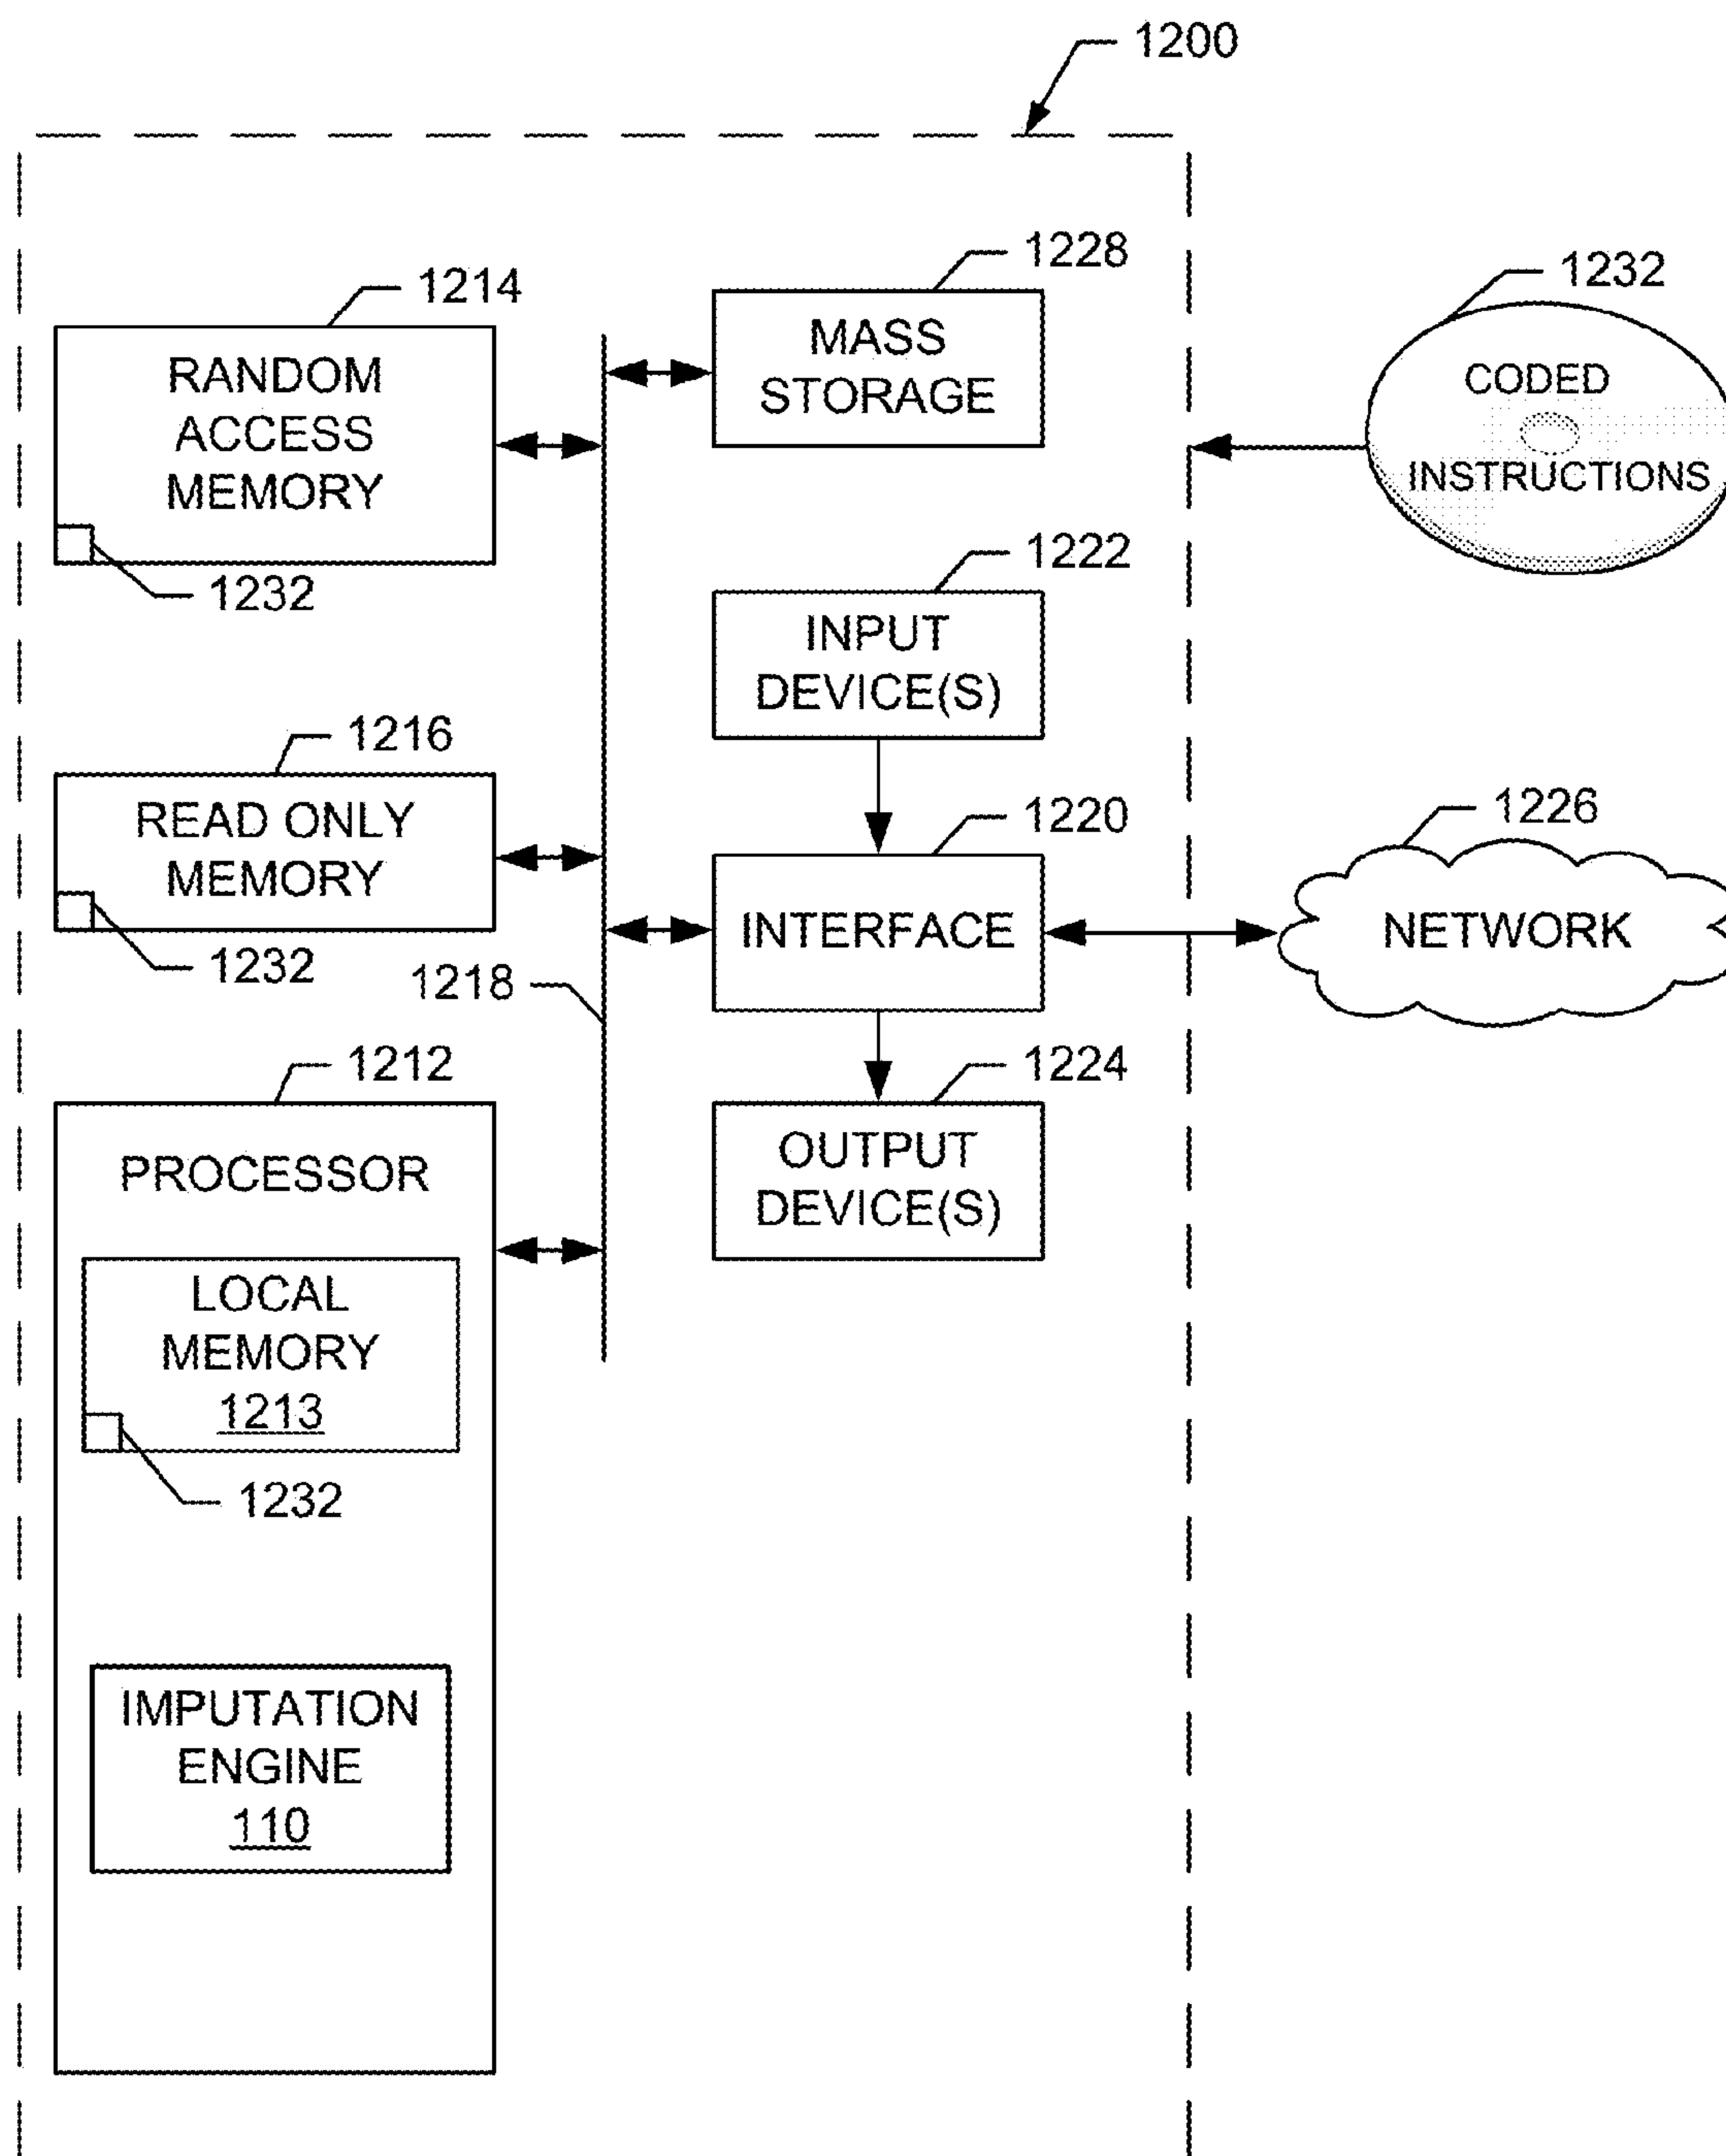 1200
1214
RANDOM
ACCESS
MEMORY
1232
1228
MASS
STORAGE
1232
CODED
INSTRUCTIONS
1222
INPUT
DEVICE(S)
1216
READ ONLY
MEMORY
1232
1218
1220
INTERFACE
1226
NETWORK
1212
PROCESSOR
LOCAL
MEMORY
1213
1232
1224
OUTPUT
DEVICE(S)
IMPUTATION
ENGINE
110